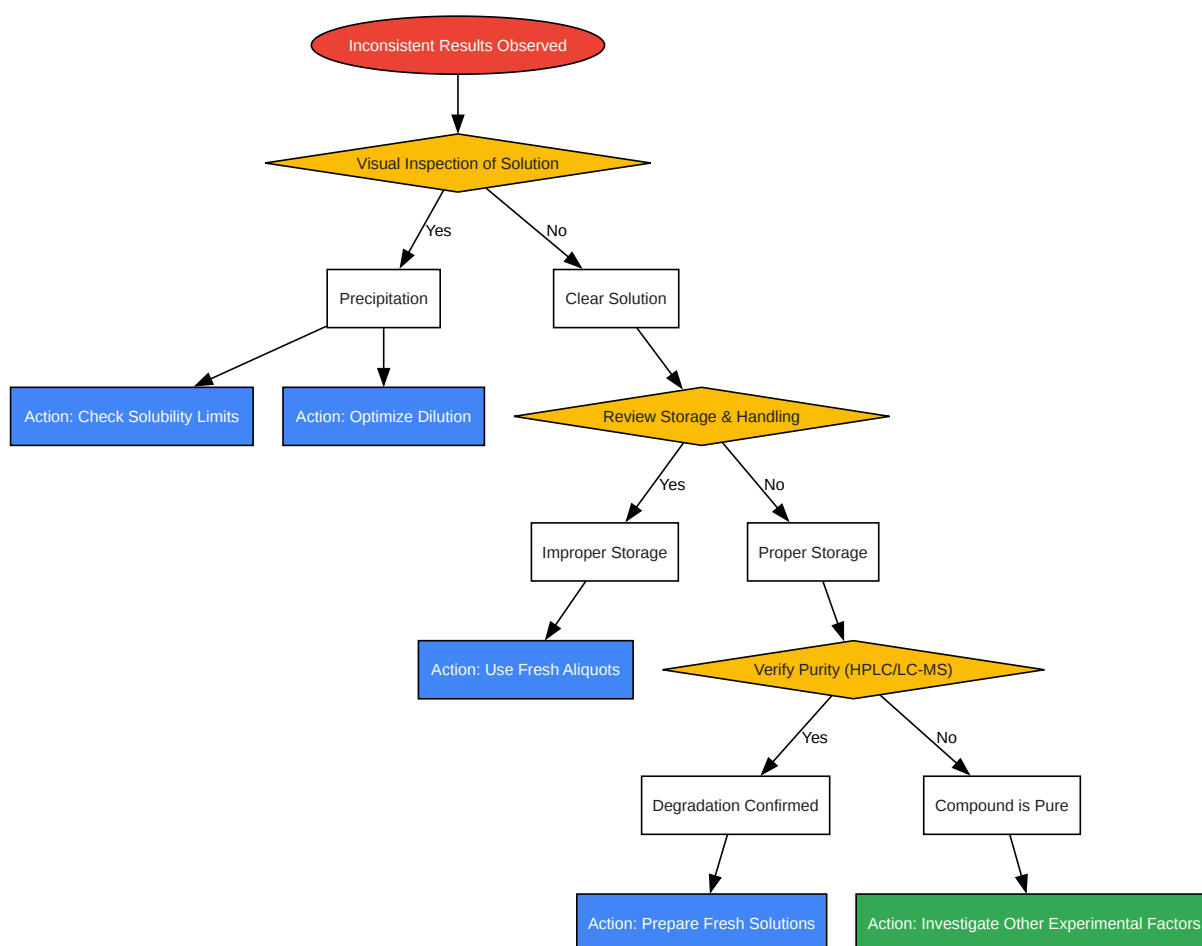 Inconsistent Results Observed
Visual Inspection of Solution
Yes
No
Precipitation
Clear Solution
Action: Check Solubility Limits
Action: Optimize Dilution
Review Storage & Handling
Yes
No
Improper Storage
Proper Storage
Action: Use Fresh Aliquots
Verify Purity (HPLC/LC-MS)
Yes
No
Degradation Confirmed
Compound is Pure
Action: Prepare Fresh Solutions
Action: Investigate Other Experimental Factors